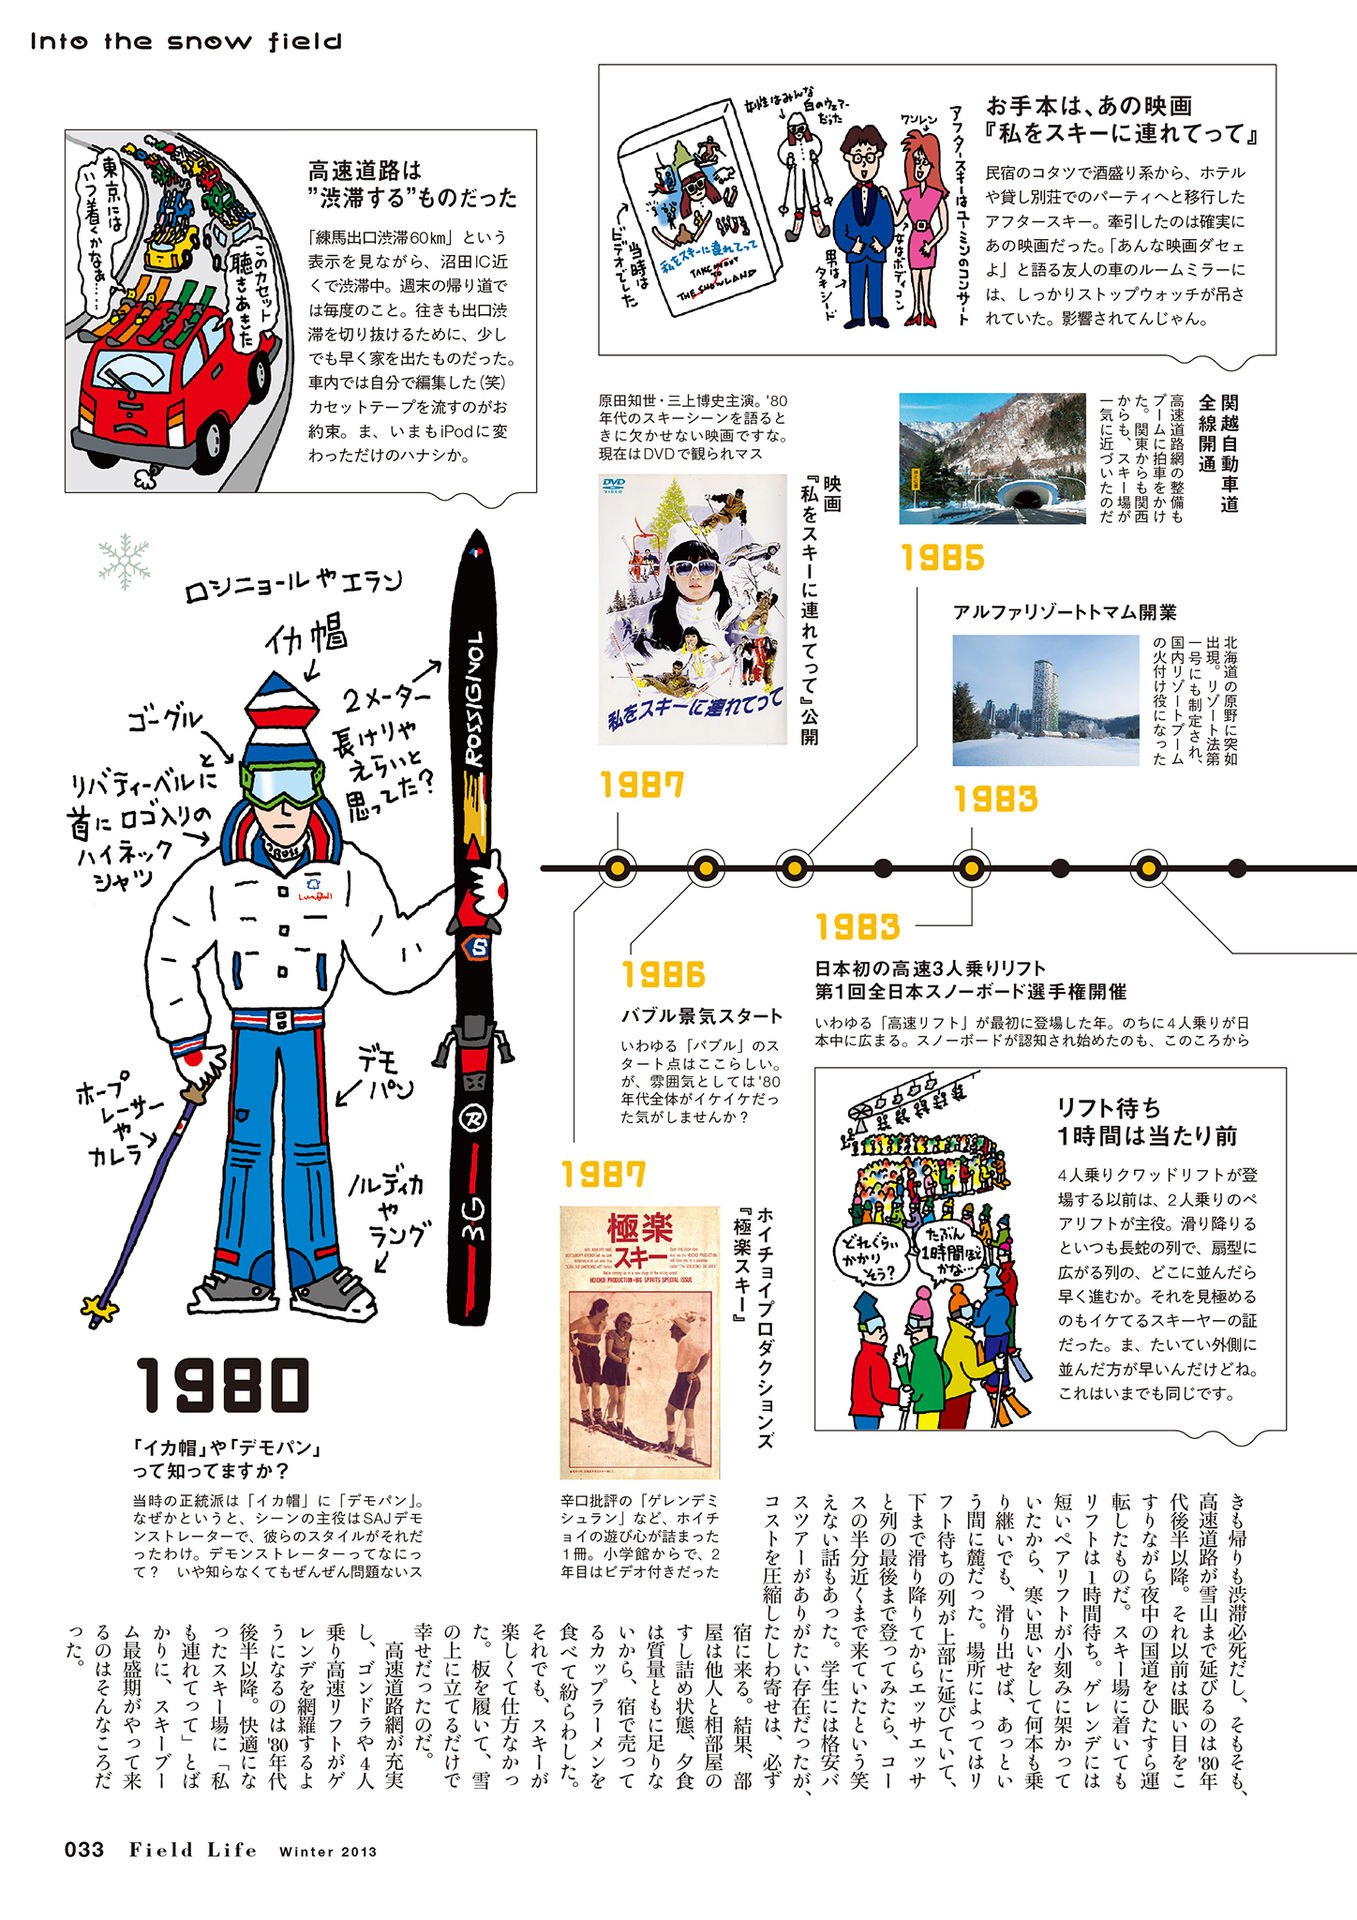 Into the snow field
お手本は、あの映画
『私をスキーに連れてって』
民宿のコタツで酒盛り系から、ホテル
や貸し別荘でのパーティへと移行した
アフタースキー。牽引したのは確実に
あの映画だった。「あんな映画ダセェ
よ」と語る友人の車のルームミラーに
は、しっかりストップウォッチが吊さ
れていた。影響されてんじゃん。
女性はみんな
白のウェアー
だった
ワンレン
アフタースキーはユーミンのコンサート
女はボディコン
男は
タキシード
当時は
ビデオでした
私をスキーに連れてって
TAKE ME OUT
TO
THE SNOWLAND
高速道路は
”渋滞する”ものだった
「練馬出口渋滞60㎞」という
表示を見ながら、沼田IC近
くで渋滞中。週末の帰り道で
は毎度のこと。往きも出口渋
滞を切り抜けるために、少し
でも早く家を出たものだった。
車内では自分で編集した(笑)
カセットテープを流すのがお
約束。ま、いまもiPodに変
わっただけのハナシか。
東京には
いつ着くかなぁ……
このカセット
聴きあきた
関越自動車道
全線開通
高速道路網の整備も
ブームに拍車をかけ
た。関東からも関西
からも、スキー場が
一気に近づいたのだ
1985
原田知世・三上博史主演。'80
年代のスキーシーンを語ると
きに欠かせない映画ですな。
現在はDVDで観られマス
映画
『私をスキーに連れてって』公開
DVD
VIDEO
私をスキーに連れてって
1987
アルファリゾートトマム開業
北海道の原野に突如
出現。リゾート法第
一号にも制定され、
国内リゾートブーム
の火付け役になった
1983
ロシニョールやエラン
イカ帽
ゴーグル
2メーター
長けりゃ
えらいと
思ってた?
リバティーベルと
首にロゴ入りの
ハイネック
シャツ
デモ
パン
ホープ
レーサー
や
カレラ
ノルディカ
や
ラング
ROSSIGNOL
S
R
3G
1980
「イカ帽」や「デモパン」
って知ってますか?
当時の正統派は「イカ帽」に「デモパン」。
なぜかというと、シーンの主役はSAJデモ
ンストレーターで、彼らのスタイルがそれだ
ったわけ。デモンストレーターってなにっ
て?　いや知らなくてもぜんぜん問題ないス
1986
バブル景気スタート
いわゆる「バブル」のス
タート点はここらしい。
が、雰囲気としては'80
年代全体がイケイケだっ
た気がしませんか?
1983
日本初の高速3人乗りリフト
第1回全日本スノーボード選手権開催
いわゆる「高速リフト」が最初に登場した年。のちに4人乗りが日
本中に広まる。スノーボードが認知され始めたのも、このころから
1987
ホイチョイプロダクションズ
『極楽スキー』
極楽
スキー
HOICHOI PRODUCTION+BIG SPIRITS SPECIAL ISSUE
辛口批評の「ゲレンデミ
シュラン」など、ホイチ
ョイの遊び心が詰まった
1冊。小学館からで、2
年目はビデオ付きだった
リフト待ち
1時間は当たり前
4人乗りクワッドリフトが登
場する以前は、2人乗りのペ
アリフトが主役。滑り降りる
といつも長蛇の列で、扇型に
広がる列の、どこに並んだら
早く進むか。それを見極める
のもイケてるスキーヤーの証
だった。ま、たいてい外側に
並んだ方が早いんだけどね。
これはいまでも同じです。
どれぐらい
かかり
そう?
たぶん
1時間ほど
かな…
きも帰りも渋滞必死だし、そもそも、
高速道路が雪山まで延びるのは'80年
代後半以降。それ以前は眠い目をこ
すりながら夜中の国道をひたすら運
転したものだ。スキー場に着いても
リフトは1時間待ち。ゲレンデには
短いペアリフトが小刻みに架かって
いたから、寒い思いをして何本も乗
り継いでも、滑り出せば、あっとい
う間に麓だった。場所によってはリ
フト待ちの列が上部に延びていて、
下まで滑り降りてからエッサエッサ
と列の最後まで登ってみたら、コー
スの半分近くまで来ていたという笑
えない話もあった。学生には格安バ
スツアーがありがたい存在だったが、
コストを圧縮したしわ寄せは、必ず
宿に来る。結果、部
屋は他人と相部屋の
すし詰め状態、夕食
は質量ともに足りな
いから、宿で売って
るカップラーメンを
食べて紛らわした。
それでも、スキーが
楽しくて仕方なかっ
た。板を履いて、雪
の上に立てるだけで
幸せだったのだ。
高速道路網が充実
し、ゴンドラや4人
乗り高速リフトがゲ
レンデを網羅するよ
うになるのは'80年代
後半以降。快適にな
ったスキー場に「私
も連れてって」とば
かりに、スキーブー
ム最盛期がやって来
るのはそんなころだ
った。
033 Field Life Winter 2013